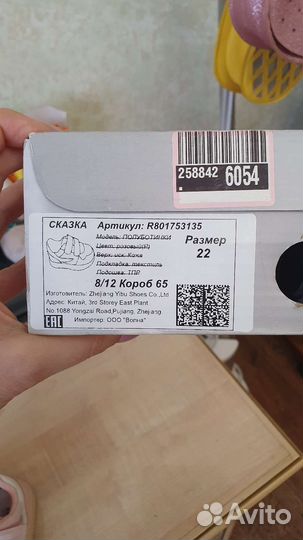 258842 6054
СКАЗКА Артикул: R801753135
Модель: ПОЛУБОТИНКИ
Цвет: розовый(P)
Верх: иск. Кожа
Подкладка: текстиль
Подошва: ТПР
Размер
22
8/12 Короб 65
Изготовитель: Zhejiang Yibu Shoes Co.,Ltd
Адрес: Китай, 3rd Storey East Plant
No.1088 Yongzai Road,Pujiang, Zhejiang
Импортер: ООО "Волна"
EAC
Avito